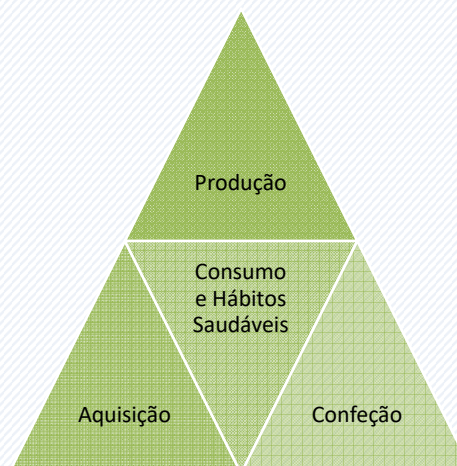 Produção
Consumo
e Hábitos
Saudáveis
Aquisição
Confeção